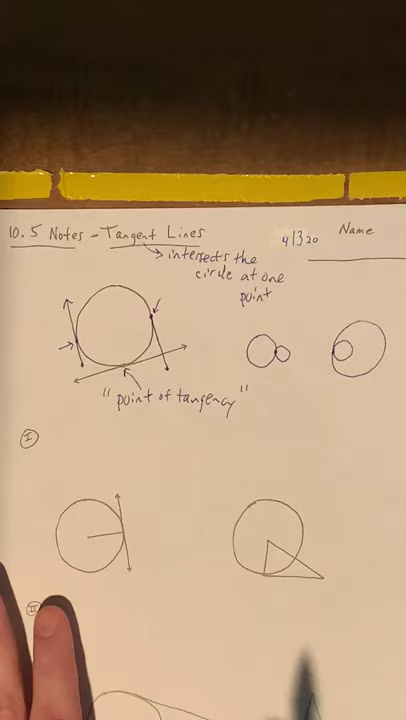 10.5 Notes - Tangent Lines
4/3 20
Name
intersects the
circle at one
point
"point of tangency"
I
II